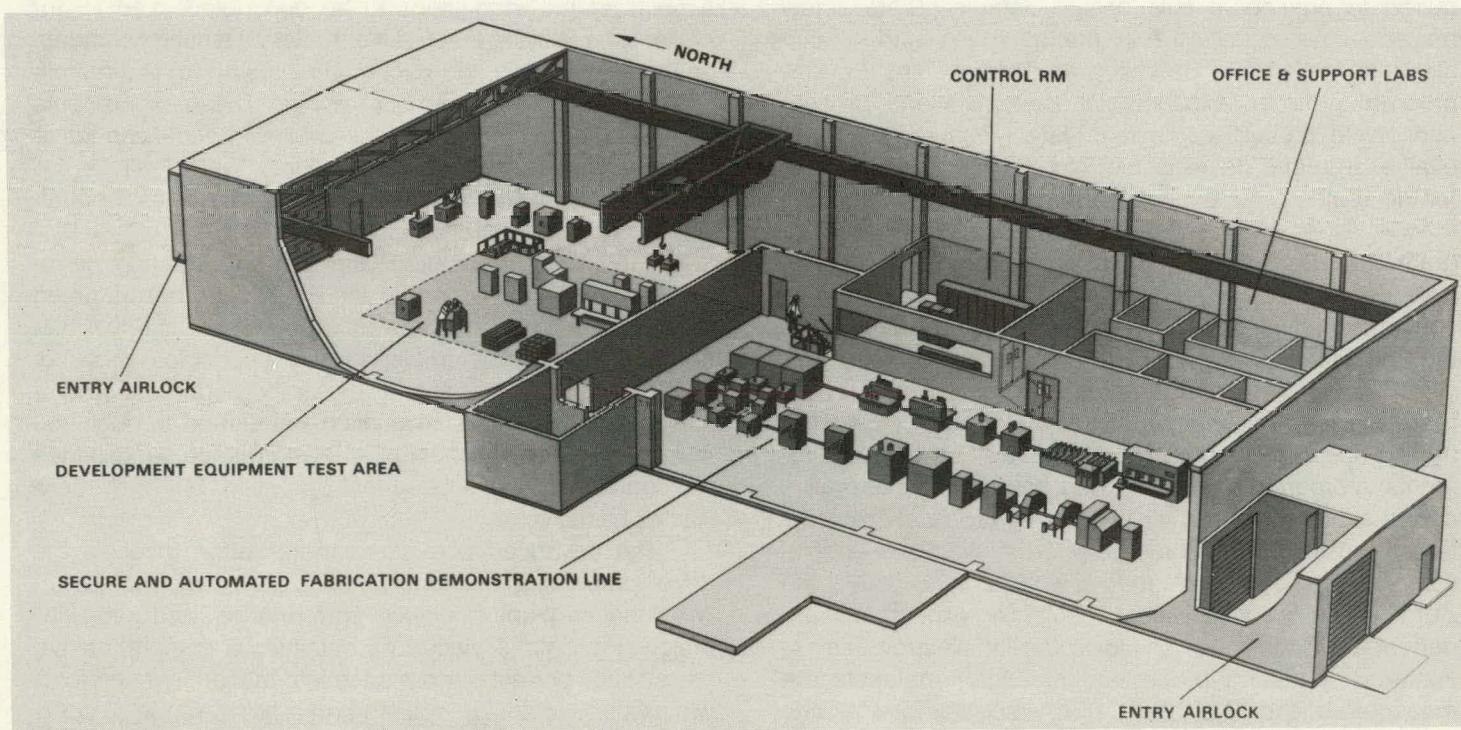 NORTH
CONTROL RM
OFFICE & SUPPORT LABS
ENTRY AIRLOCK
DEVELOPMENT EQUIPMENT TEST AREA
SECURE AND AUTOMATED FABRICATION DEMONSTRATION LINE
ENTRY AIRLOCK